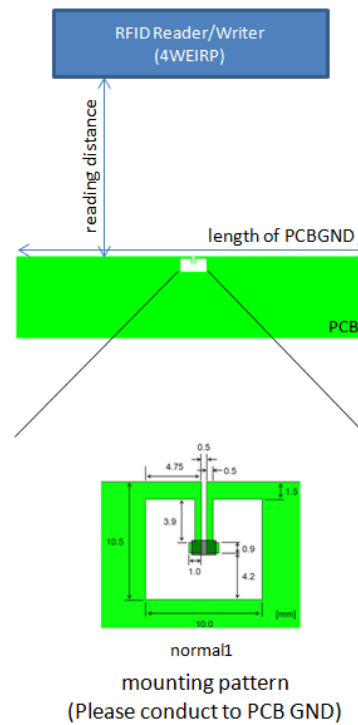 RFID Reader/Writer
(4WEIRP)
reading distance
length of PCBGND
PCB
0.5
4.75
0.5
1.5
3.9
10.5
0.9
1.0
4.2
10.0
[mm]
normal1
mounting pattern
(Please conduct to PCB GND)